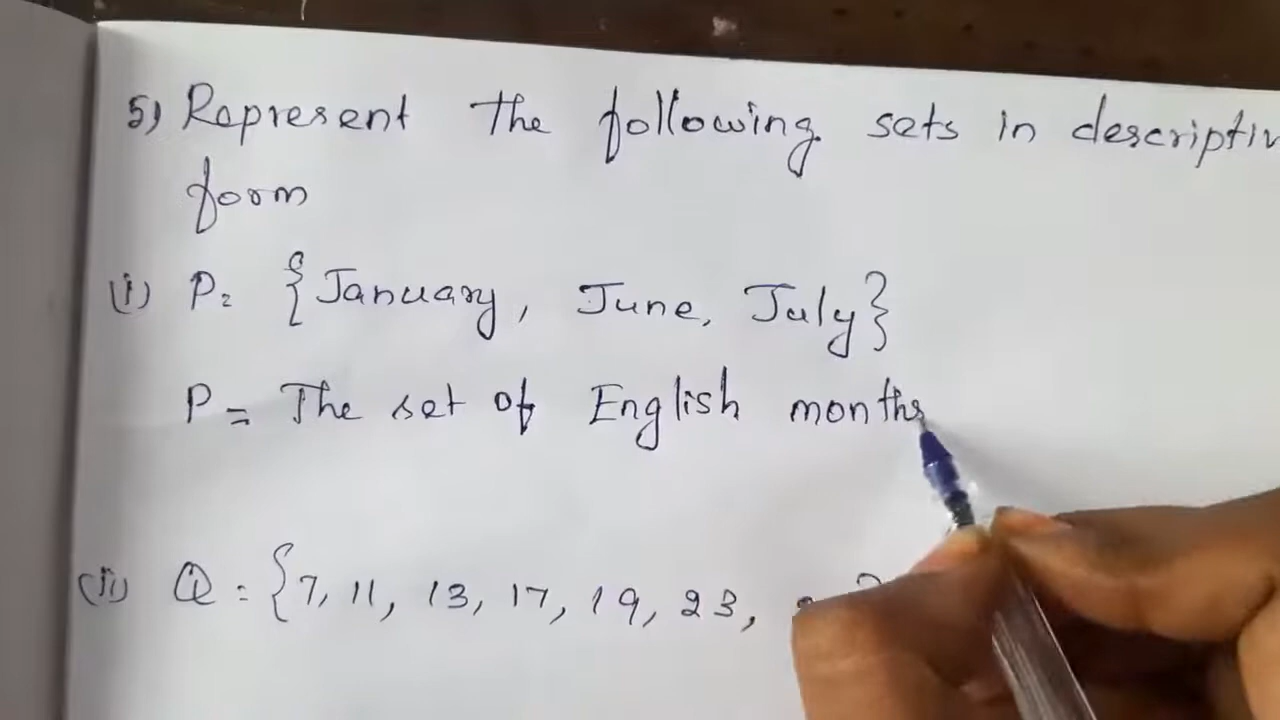 5) Represent the following sets in descriptiv
form
(i) P = {January, June, July}
P = The set of English months
(ii) Q = {7, 11, 13, 17, 19, 23,